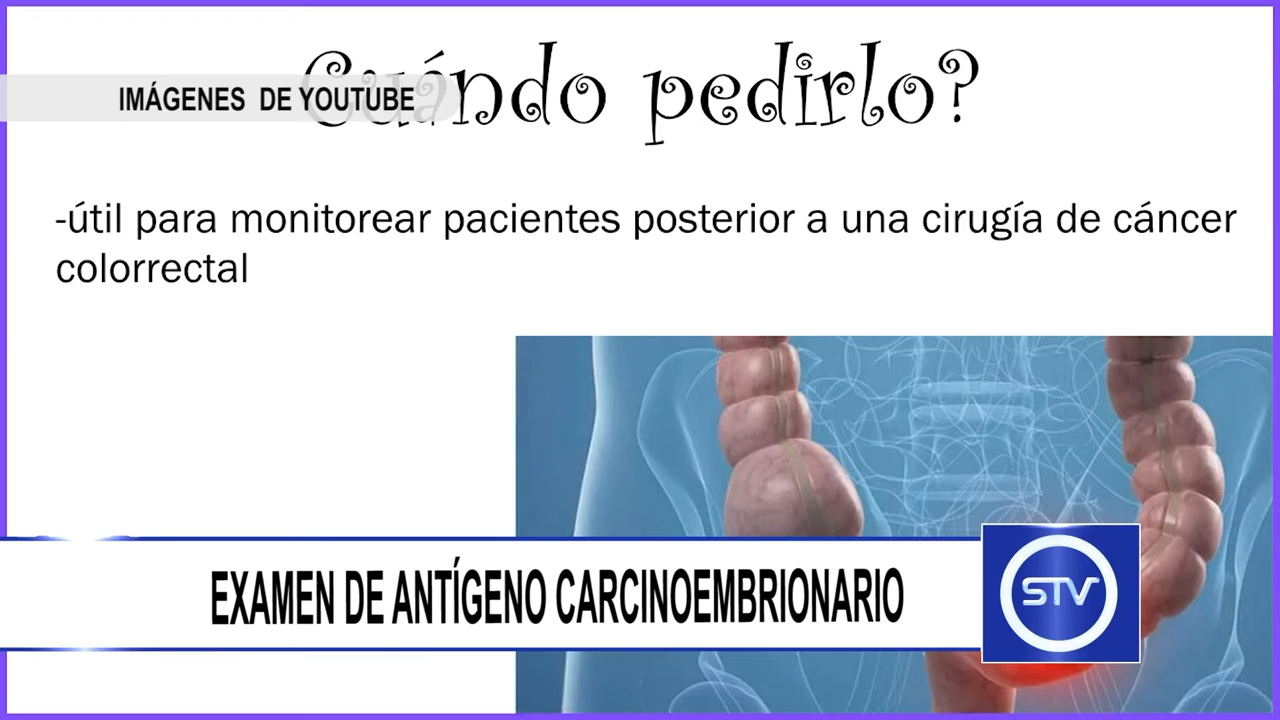 Cuándo pedirlo?
IMÁGENES DE YOUTUBE
-útil para monitorear pacientes posterior a una cirugía de cáncer
colorrectal
EXAMEN DE ANTÍGENO CARCINOEMBRIONARIO
STV